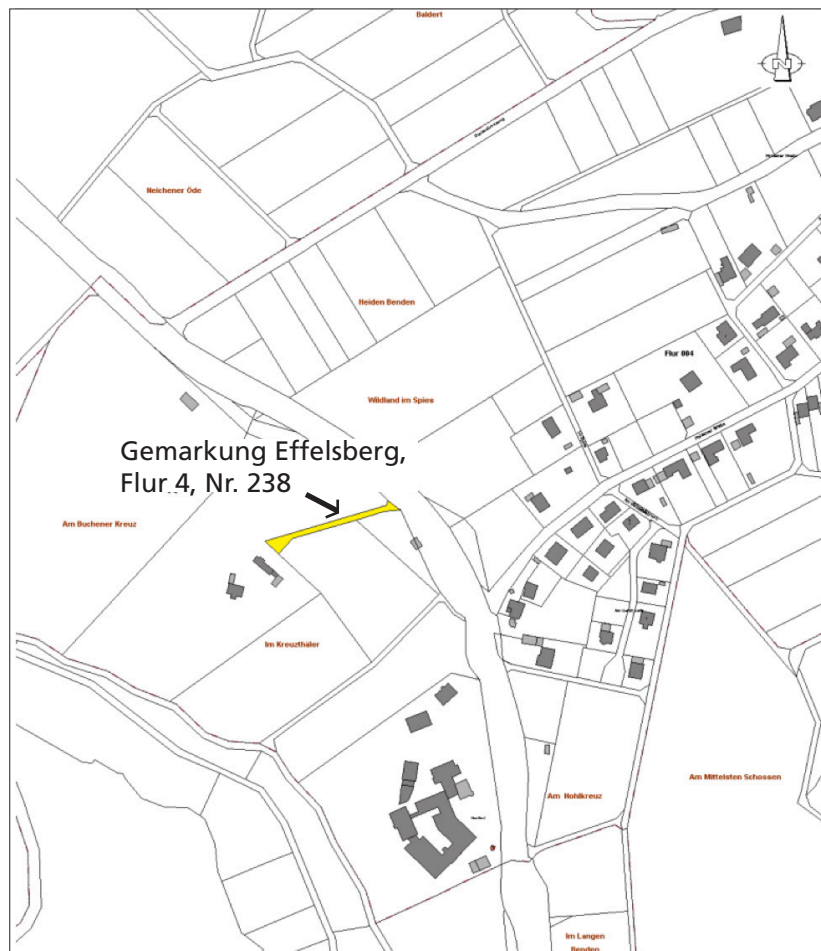 Baldert
N
Neichener Öde
Heiden Benden
Flur 004
Wildland im Spies
Gemarkung Effelsberg,
Flur 4, Nr. 238
Am Buchener Kreuz
Im Kreuzthaler
Am Mittelsten Schossen
Am Hohlkreuz
Im Langen
Benden